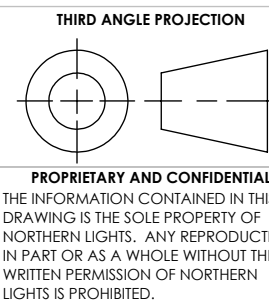 THIRD ANGLE PROJECTION
PROPRIETARY AND CONFIDENTIAL
THE INFORMATION CONTAINED IN THI
DRAWING IS THE SOLE PROPERTY OF
NORTHERN LIGHTS. ANY REPRODUCTI
IN PART OR AS A WHOLE WITHOUT THE
WRITTEN PERMISSION OF NORTHERN
LIGHTS IS PROHIBITED.